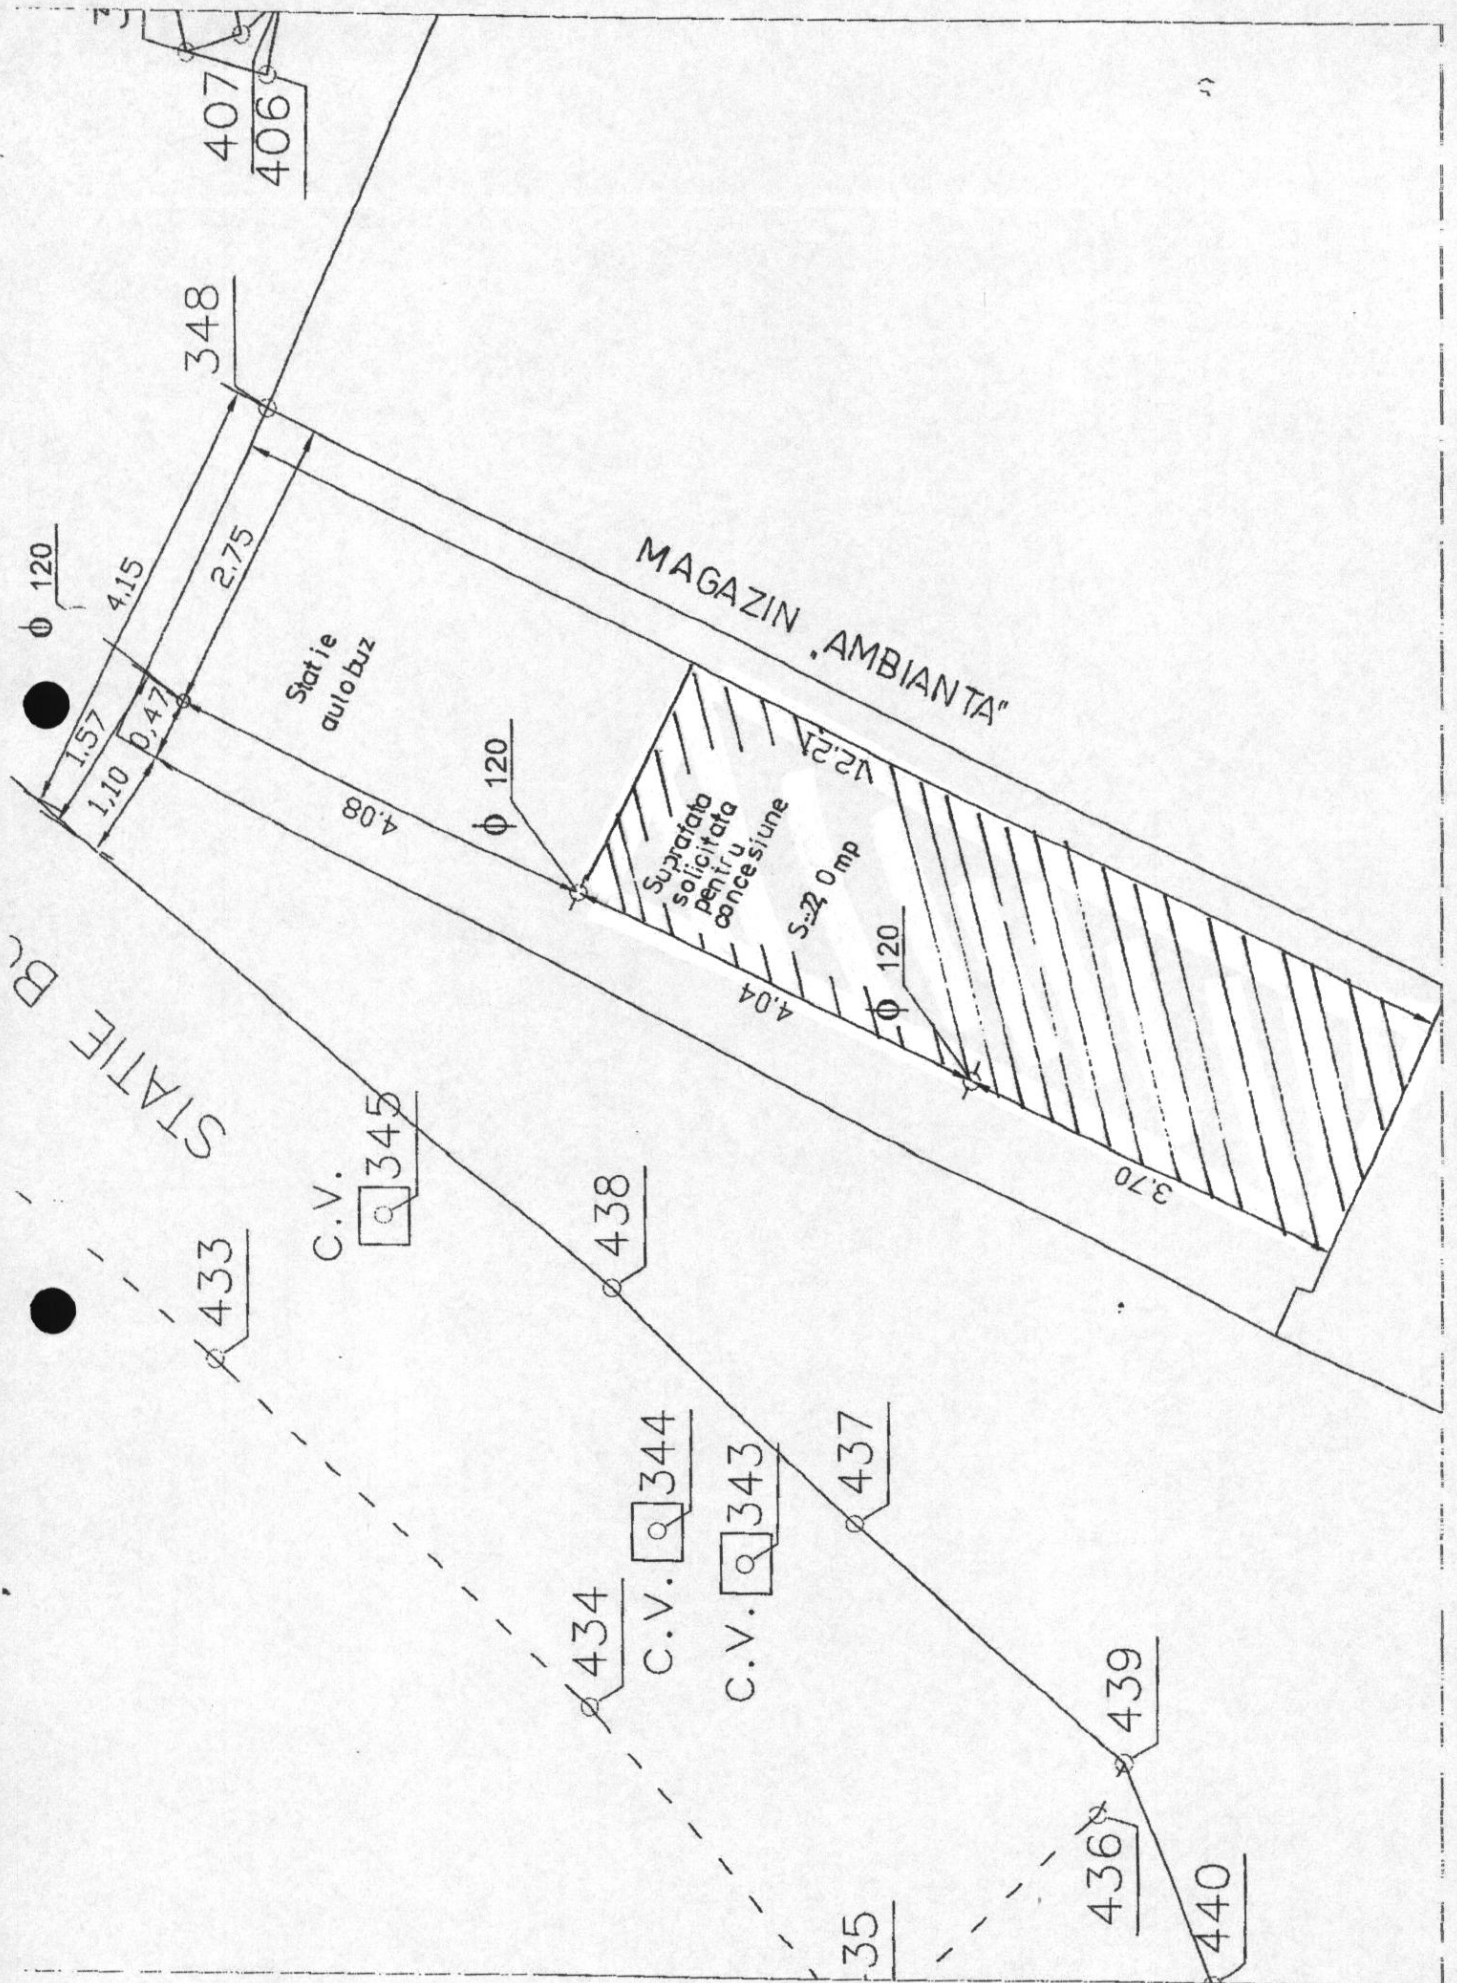 407
406
348
ϕ 120
4.15
2.75
1.57
0,47
1,10
Statie
autobuz
4.08
ϕ 120
MAGAZIN „AMBIANTA"
12.21
Suprafata
solicitata
pentru
concesiune
S=22,0mp
4.04
ϕ 120
3.70
STATIE
C.V.
345
433
438
437
C.V. 344
C.V. 343
434
439
436
440
35